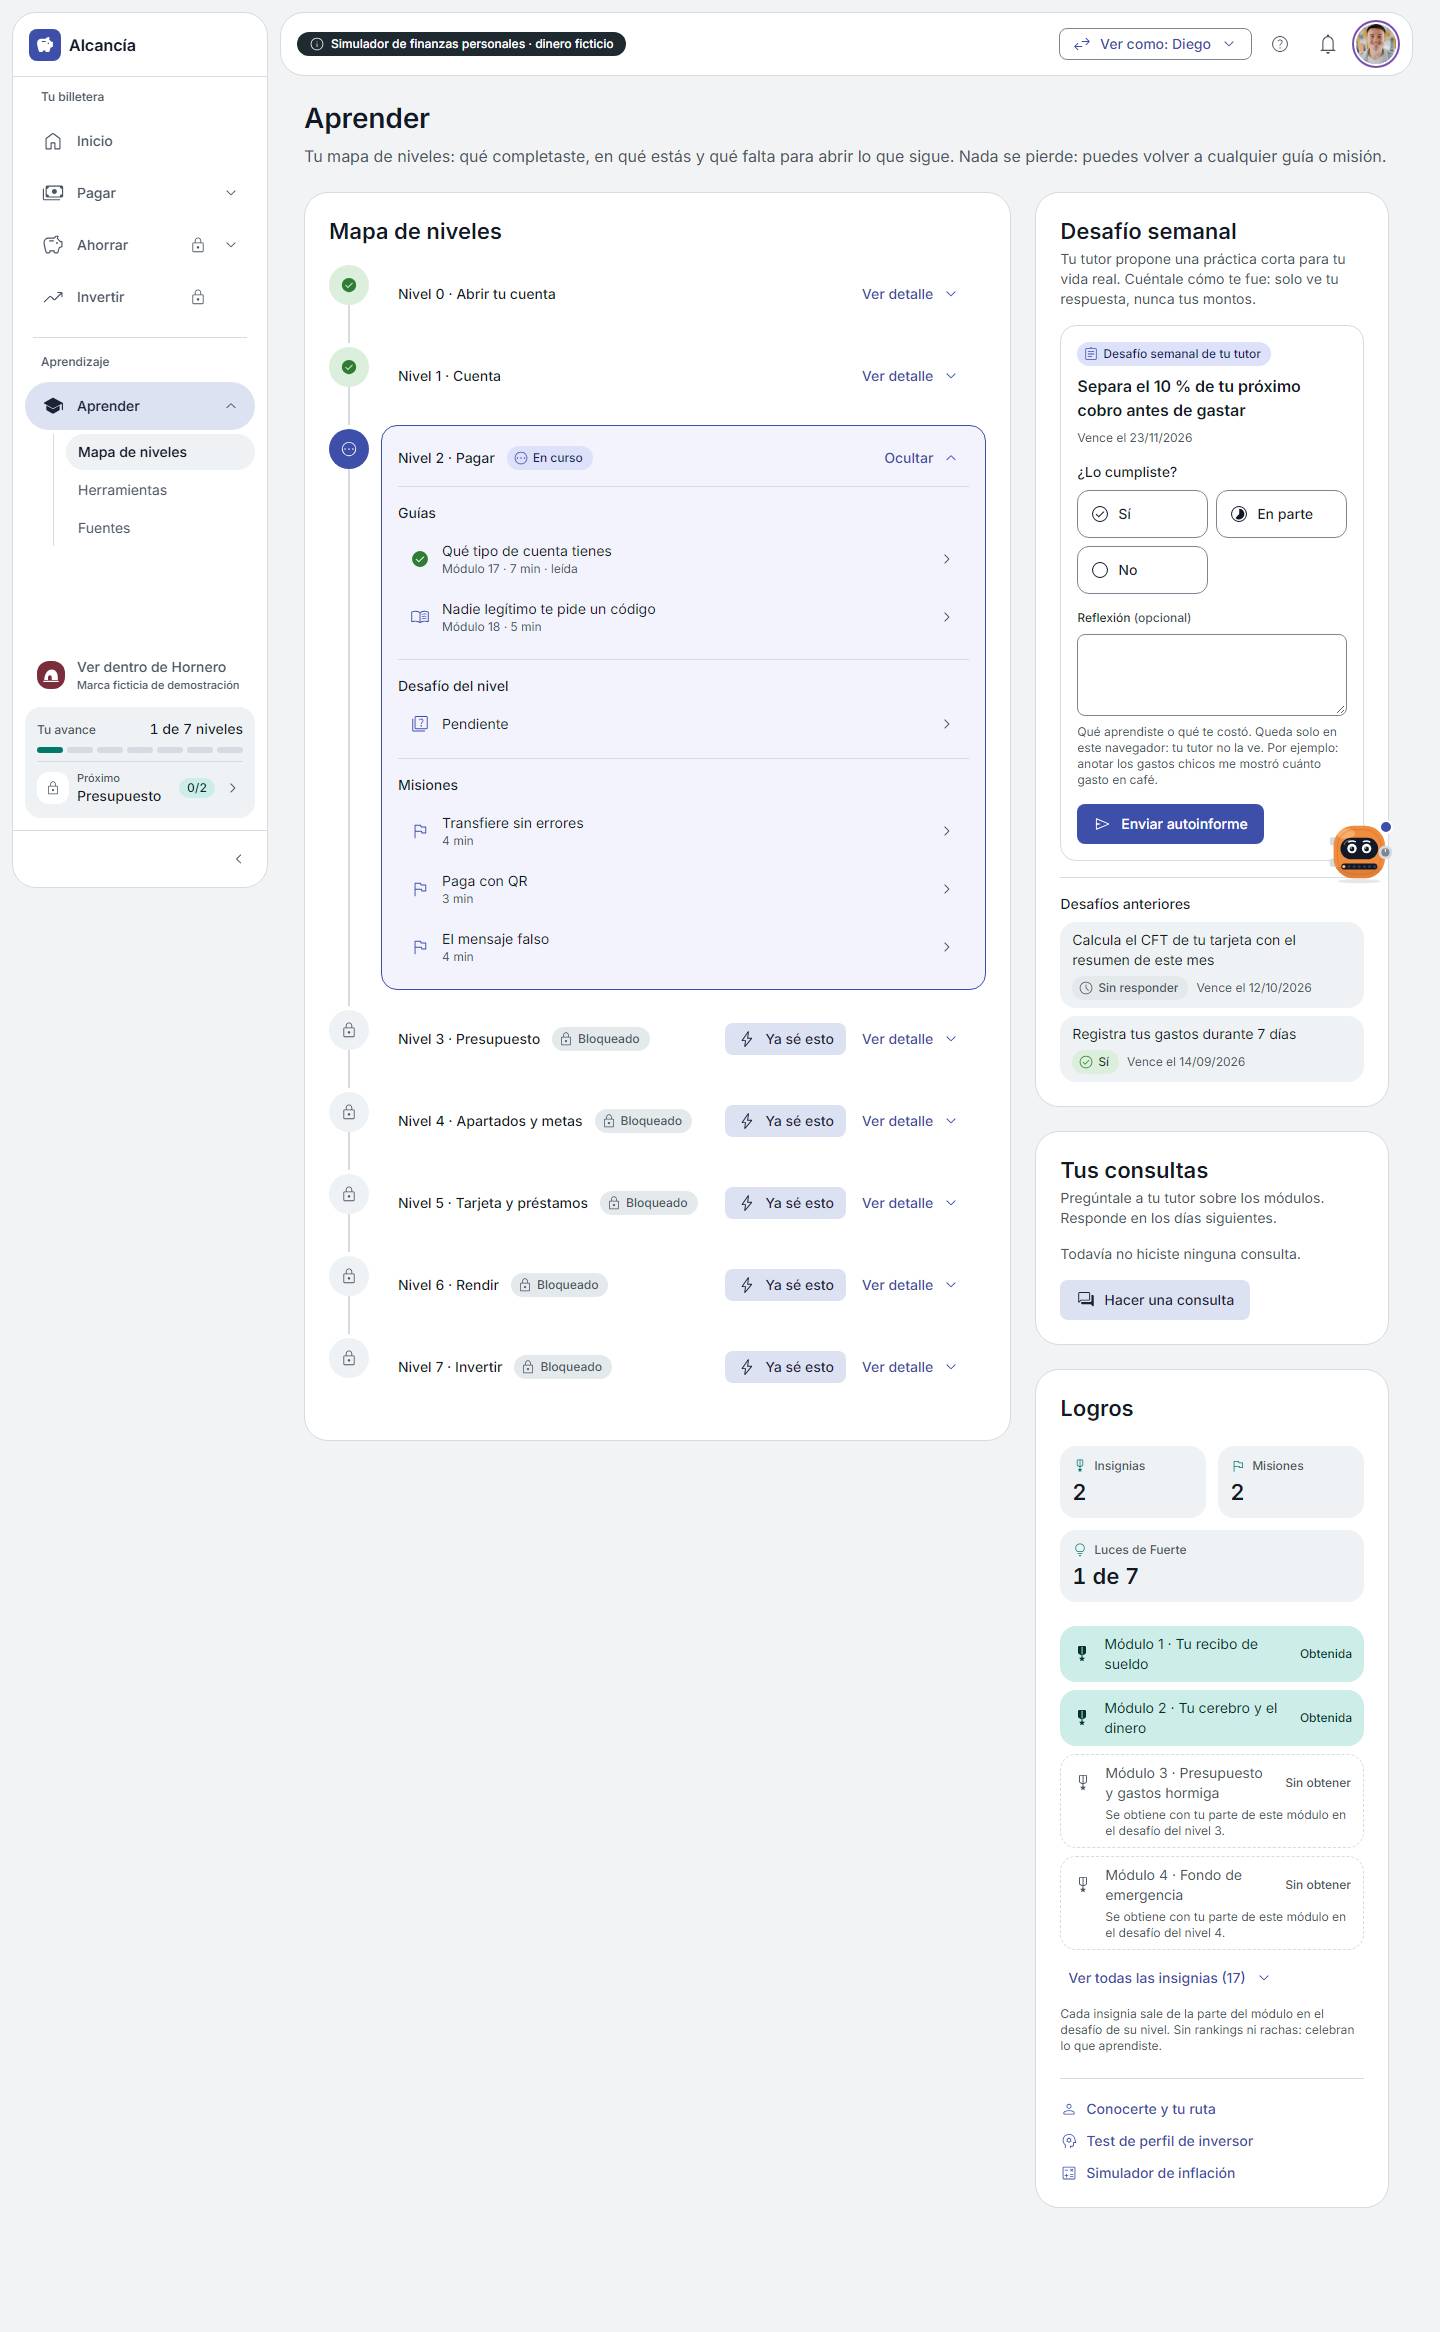 Alcancía
Simulador de finanzas personales · dinero ficticio
Ver como: Diego
Tu billetera
Inicio
Pagar
Ahorrar
Invertir
Aprendizaje
Aprender
Mapa de niveles
Herramientas
Fuentes
Ver dentro de Hornero
Marca ficticia de demostración
Tu avance
1 de 7 niveles
Próximo
Presupuesto
0/2
Aprender
Tu mapa de niveles: qué completaste, en qué estás y qué falta para abrir lo que sigue. Nada se pierde: puedes volver a cualquier guía o misión.
Mapa de niveles
Nivel 0 · Abrir tu cuenta
Ver detalle
Nivel 1 · Cuenta
Ver detalle
Nivel 2 · Pagar
En curso
Ocultar
Guías
Qué tipo de cuenta tienes
Módulo 17 · 7 min · leída
Nadie legítimo te pide un código
Módulo 18 · 5 min
Desafío del nivel
Pendiente
Misiones
Transfiere sin errores
4 min
Paga con QR
3 min
El mensaje falso
4 min
Nivel 3 · Presupuesto
Bloqueado
Ya sé esto
Ver detalle
Nivel 4 · Apartados y metas
Bloqueado
Ya sé esto
Ver detalle
Nivel 5 · Tarjeta y préstamos
Bloqueado
Ya sé esto
Ver detalle
Nivel 6 · Rendir
Bloqueado
Ya sé esto
Ver detalle
Nivel 7 · Invertir
Bloqueado
Ya sé esto
Ver detalle
Desafío semanal
Tu tutor propone una práctica corta para tu
vida real. Cuéntale cómo te fue: solo ve tu
respuesta, nunca tus montos.
Desafío semanal de tu tutor
Separa el 10 % de tu próximo
cobro antes de gastar
Vence el 23/11/2026
¿Lo cumpliste?
Sí
En parte
No
Reflexión (opcional)
Qué aprendiste o qué te costó. Queda solo en
este navegador: tu tutor no la ve. Por ejemplo:
anotar los gastos chicos me mostró cuánto
gasto en café.
Enviar autoinforme
Desafíos anteriores
Calcula el CFT de tu tarjeta con el
resumen de este mes
Sin responder
Vence el 12/10/2026
Registra tus gastos durante 7 días
Sí
Vence el 14/09/2026
Tus consultas
Pregúntale a tu tutor sobre los módulos.
Responde en los días siguientes.
Todavía no hiciste ninguna consulta.
Hacer una consulta
Logros
Insignias
2
Misiones
2
Luces de Fuerte
1 de 7
Módulo 1 · Tu recibo de
sueldo
Obtenida
Módulo 2 · Tu cerebro y el
dinero
Obtenida
Módulo 3 · Presupuesto
y gastos hormiga
Sin obtener
Se obtiene con tu parte de este módulo en
el desafío del nivel 3.
Módulo 4 · Fondo de
emergencia
Sin obtener
Se obtiene con tu parte de este módulo en
el desafío del nivel 4.
Ver todas las insignias (17)
Cada insignia sale de la parte del módulo en el
desafío de su nivel. Sin rankings ni rachas: celebran
lo que aprendiste.
Conocerte y tu ruta
Test de perfil de inversor
Simulador de inflación